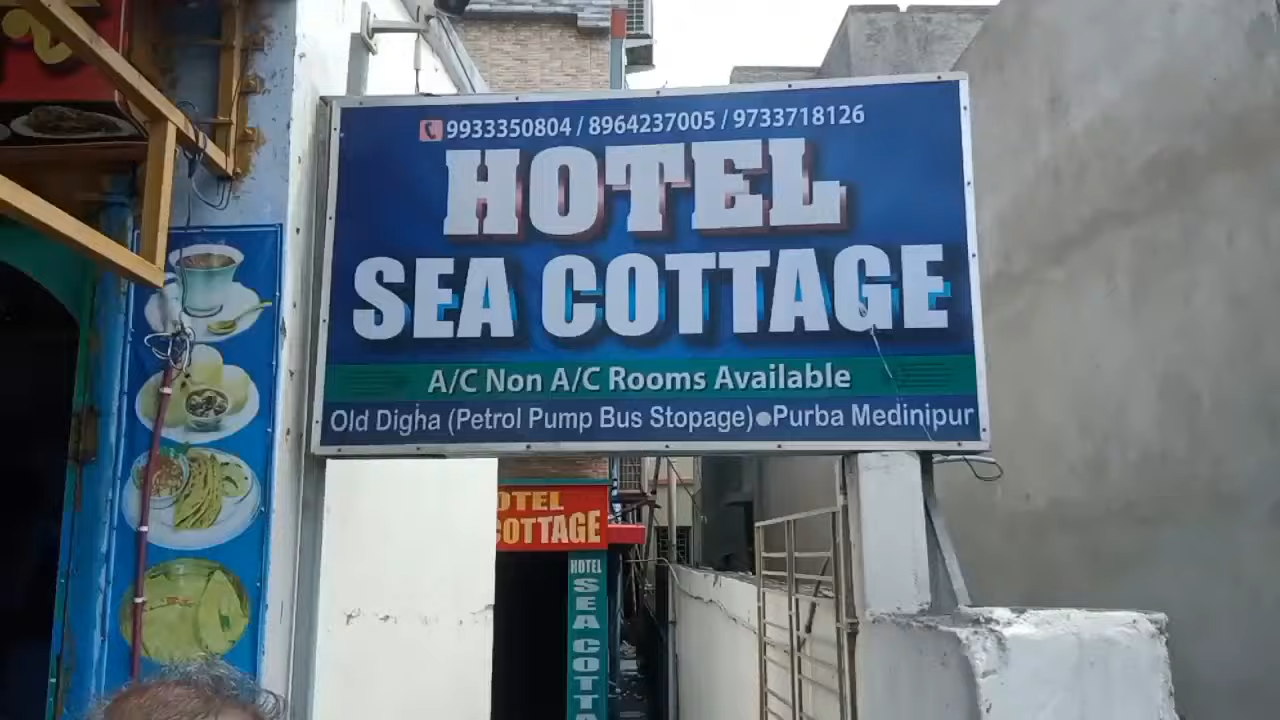 9933350804 / 8964237005 / 9733718126
HOTEL
SEA COTTAGE
A/C Non A/C Rooms Available
Old Digha (Petrol Pump Bus Stopage)●Purba Medinipur
OTEL
COTTAGE
HOTEL
SEA COTTA